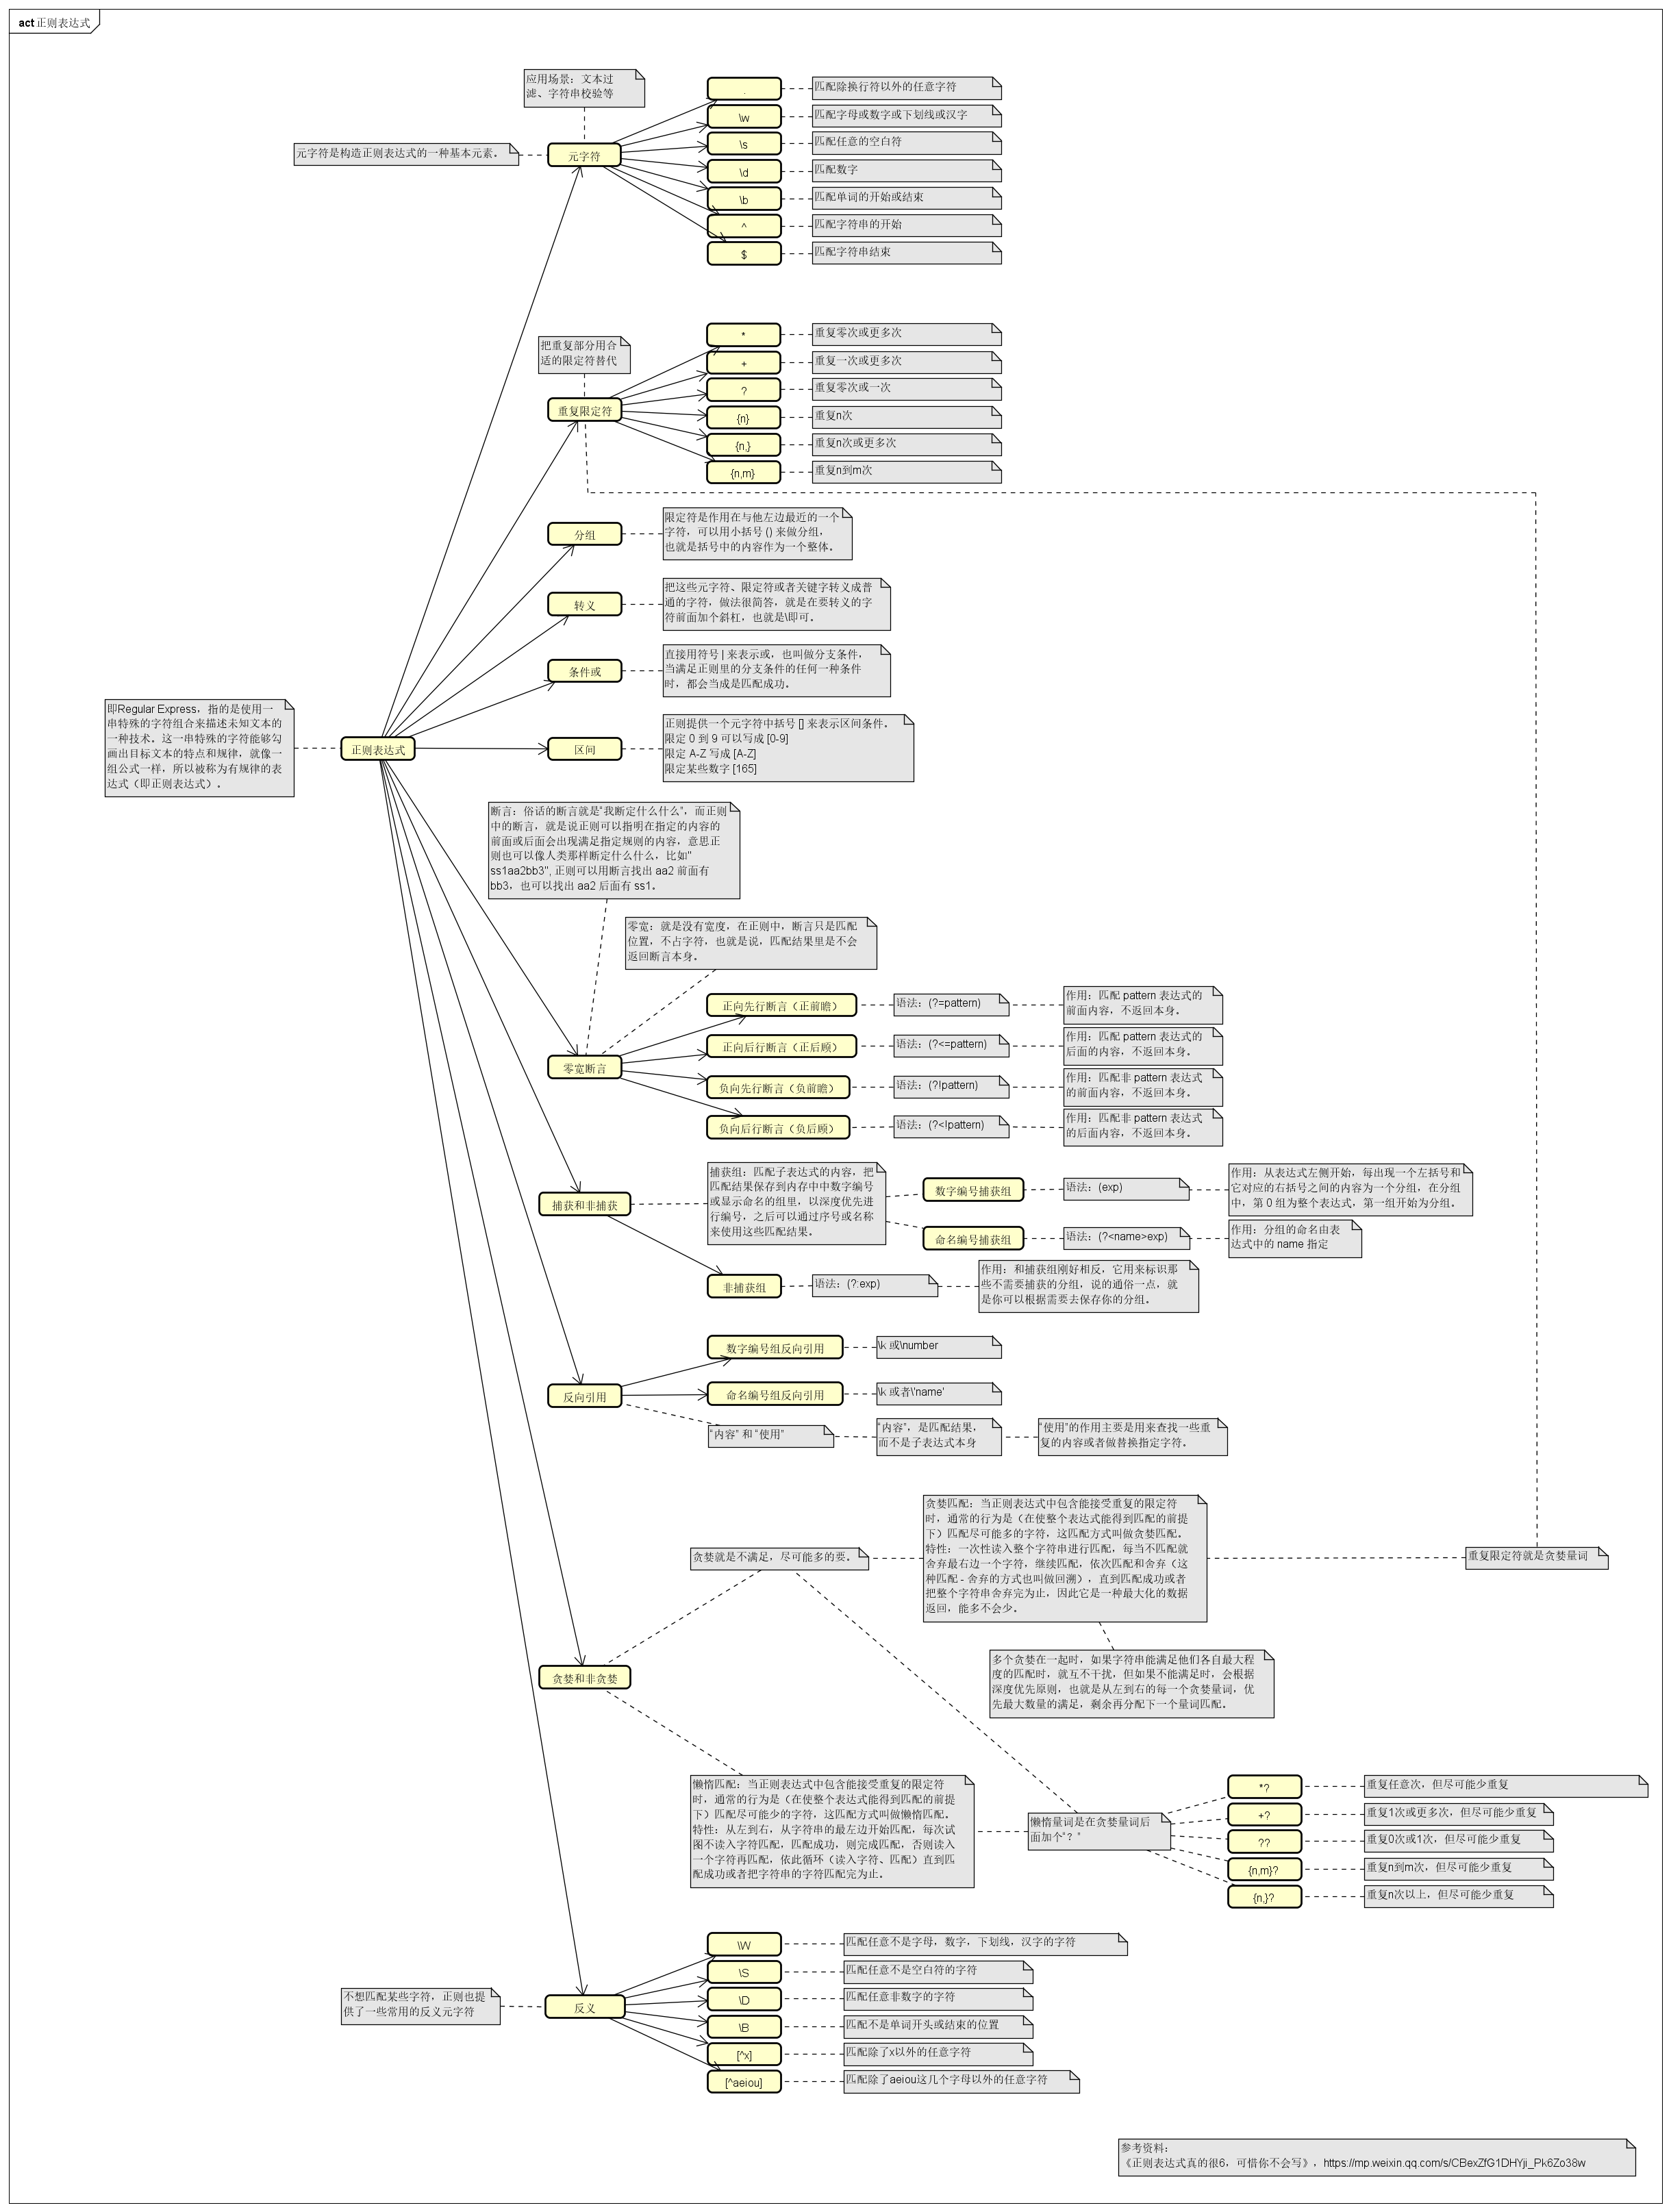 act 正则表达式
应用场景：文本过
滤、字符串校验等
元字符是构造正则表达式的一种基本元素。
元字符
.
匹配除换行符以外的任意字符
\w
匹配字母或数字或下划线或汉字
\s
匹配任意的空白符
\d
匹配数字
\b
匹配单词的开始或结束
^
匹配字符串的开始
$
匹配字符串结束
把重复部分用合
适的限定符替代
重复限定符
*
重复零次或更多次
+
重复一次或更多次
?
重复零次或一次
{n}
重复n次
{n,}
重复n次或更多次
{n,m}
重复n到m次
分组
限定符是作用在与他左边最近的一个
字符，可以用小括号 () 来做分组，
也就是括号中的内容作为一个整体。
转义
把这些元字符、限定符或者关键字转义成普
通的字符，做法很简答，就是在要转义的字
符前面加个斜杠，也就是\即可。
条件或
直接用符号 | 来表示或，也叫做分支条件，
当满足正则里的分支条件的任何一种条件
时，都会当成是匹配成功。
即Regular Express，指的是使用一
串特殊的字符组合来描述未知文本的
一种技术。这一串特殊的字符能够勾
画出目标文本的特点和规律，就像一
组公式一样，所以被称为有规律的表
达式（即正则表达式）。
正则表达式
区间
正则提供一个元字符中括号 [] 来表示区间条件。
限定 0 到 9 可以写成 [0-9]
限定 A-Z 写成 [A-Z]
限定某些数字 [165]
断言：俗话的断言就是“我断定什么什么”，而正则
中的断言，就是说正则可以指明在指定的内容的
前面或后面会出现满足指定规则的内容，意思正
则也可以像人类那样断定什么什么，比如"
ss1aa2bb3", 正则可以用断言找出 aa2 前面有
bb3，也可以找出 aa2 后面有 ss1。
零宽：就是没有宽度，在正则中，断言只是匹配
位置，不占字符，也就是说，匹配结果里是不会
返回断言本身。
零宽断言
正向先行断言（正前瞻）
语法：(?=pattern)
作用：匹配 pattern 表达式的
前面内容，不返回本身。
正向后行断言（正后顾）
语法：(?<=pattern)
作用：匹配 pattern 表达式的
后面的内容，不返回本身。
负向先行断言（负前瞻）
语法：(?!pattern)
作用：匹配非 pattern 表达式
的前面内容，不返回本身。
负向后行断言（负后顾）
语法：(?<!pattern)
作用：匹配非 pattern 表达式
的后面内容，不返回本身。
捕获和非捕获
捕获组：匹配子表达式的内容，把
匹配结果保存到内存中中数字编号
或显示命名的组里，以深度优先进
行编号，之后可以通过序号或名称
来使用这些匹配结果。
数字编号捕获组
语法：(exp)
作用：从表达式左侧开始，每出现一个左括号和
它对应的右括号之间的内容为一个分组，在分组
中，第 0 组为整个表达式，第一组开始为分组。
命名编号捕获组
语法：(?<name>exp)
作用：分组的命名由表
达式中的 name 指定
非捕获组
语法：(?:exp)
作用：和捕获组刚好相反，它用来标识那
些不需要捕获的分组，说的通俗一点，就
是你可以根据需要去保存你的分组。
反向引用
数字编号组反向引用
\k 或\number
命名编号组反向引用
\k 或者\'name'
“内容” 和 “使用”
“内容”，是匹配结果，
而不是子表达式本身
“使用”的作用主要是用来查找一些重
复的内容或者做替换指定字符。
贪婪和非贪婪
贪婪就是不满足，尽可能多的要。
贪婪匹配：当正则表达式中包含能接受重复的限定符
时，通常的行为是（在使整个表达式能得到匹配的前提
下）匹配尽可能多的字符，这匹配方式叫做贪婪匹配。
特性：一次性读入整个字符串进行匹配，每当不匹配就
舍弃最右边一个字符，继续匹配，依次匹配和舍弃（这
种匹配 - 舍弃的方式也叫做回溯），直到匹配成功或者
把整个字符串舍弃完为止，因此它是一种最大化的数据
返回，能多不会少。
重复限定符就是贪婪量词
多个贪婪在一起时，如果字符串能满足他们各自最大程
度的匹配时，就互不干扰，但如果不能满足时，会根据
深度优先原则，也就是从左到右的每一个贪婪量词，优
先最大数量的满足，剩余再分配下一个量词匹配。
懒惰匹配：当正则表达式中包含能接受重复的限定符
时，通常的行为是（在使整个表达式能得到匹配的前提
下）匹配尽可能少的字符，这匹配方式叫做懒惰匹配。
特性：从左到右，从字符串的最左边开始匹配，每次试
图不读入字符匹配，匹配成功，则完成匹配，否则读入
一个字符再匹配，依此循环（读入字符、匹配）直到匹
配成功或者把字符串的字符匹配完为止。
懒惰量词是在贪婪量词后
面加个“？”
*?
重复任意次，但尽可能少重复
+?
重复1次或更多次，但尽可能少重复
??
重复0次或1次，但尽可能少重复
{n,m}?
重复n到m次，但尽可能少重复
{n,}?
重复n次以上，但尽可能少重复
不想匹配某些字符，正则也提
供了一些常用的反义元字符
反义
\W
匹配任意不是字母，数字，下划线，汉字的字符
\S
匹配任意不是空白符的字符
\D
匹配任意非数字的字符
\B
匹配不是单词开头或结束的位置
[^x]
匹配除了x以外的任意字符
[^aeiou]
匹配除了aeiou这几个字母以外的任意字符
参考资料：
《正则表达式真的很6，可惜你不会写》，https://mp.weixin.qq.com/s/CBexZfG1DHYji_Pk6Zo38w